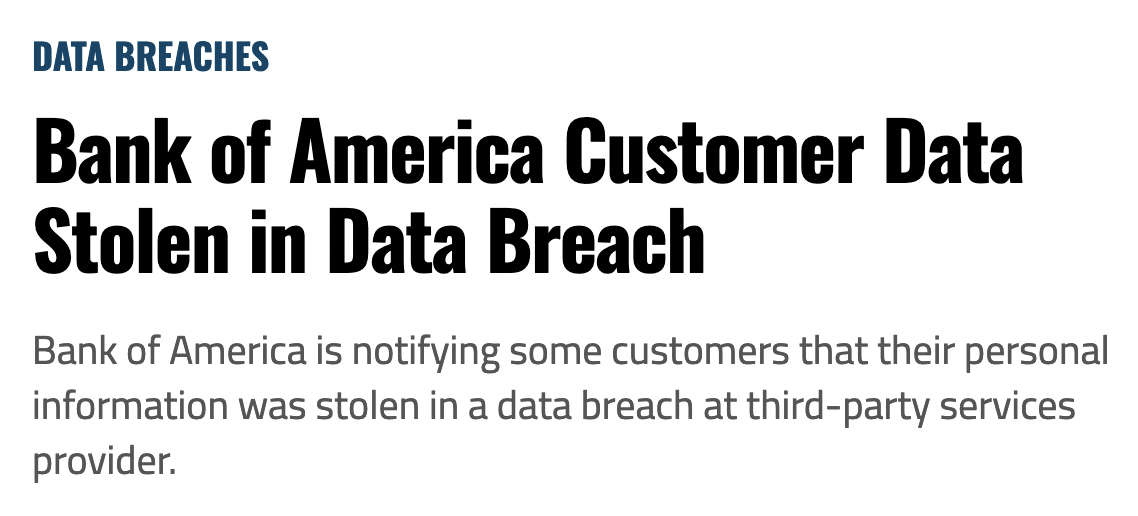 DATA BREACHES
Bank of America Customer Data
Stolen in Data Breach
Bank of America is notifying some customers that their personal
information was stolen in a data breach at third-party services
provider.